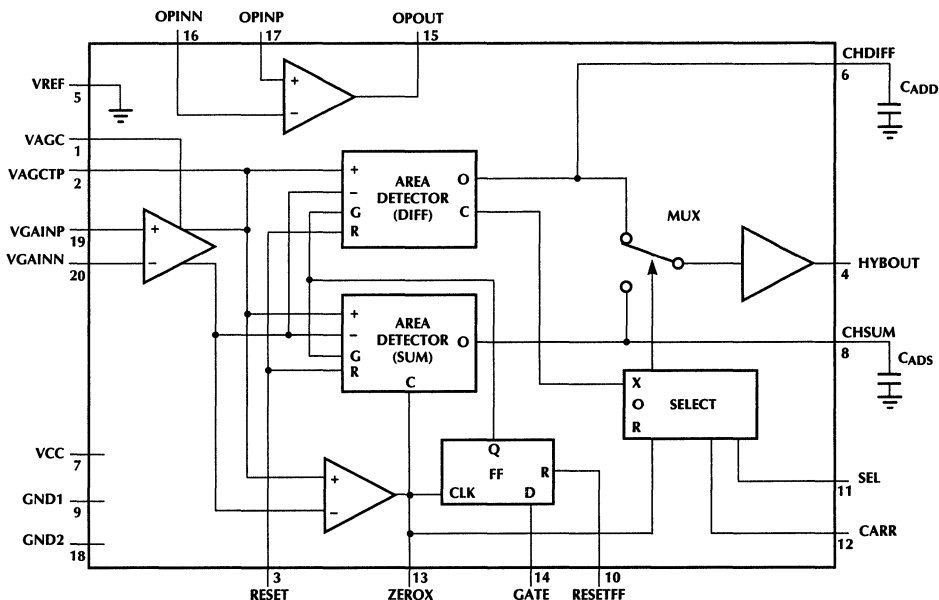 OPINN
16
OPINP
17
OPOUT
15
VREF
5
VAGC
1
VAGCTP
2
VGAINP
19
VGAINN
20
VCC
7
GND1
9
GND2
18
+
−
+
−
+
−
G
R
AREA
DETECTOR
(DIFF)
O
C
+
−
G
R
AREA
DETECTOR
(SUM)
O
C
+
−
Q
FF
R
CLK
D
MUX
X
O
R
SELECT
CHDIFF
6
CADD
HYBOUT
4
CHSUM
8
CADS
SEL
11
CARR
12
3
RESET
13
ZEROX
14
GATE
10
RESETFF